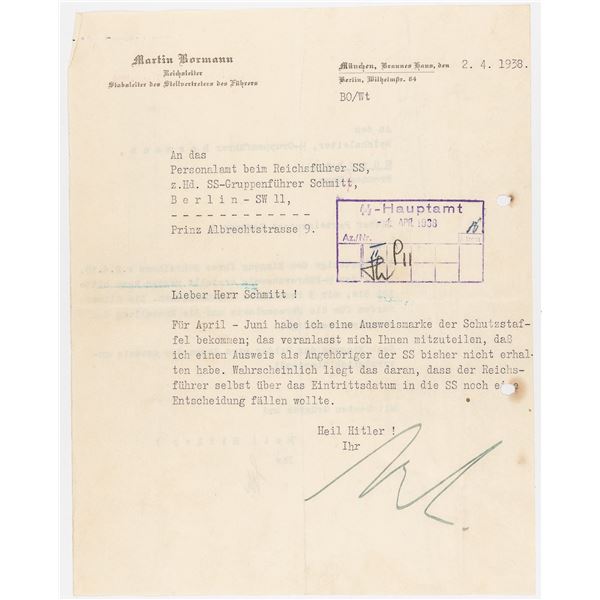 Martin Bormann
Reichsleiter
Stabsleiter des Stellvertreters des Führers
München, Braunes Haus, den 2. 4. 1938.
Berlin, Wilhelmstr. 64
BO/Wt
An das
Personalamt beim Reichsführer SS,
z.Hd. SS-Gruppenführer Schmitt,
Berlin - SW 11,
Prinz Albrechtstrasse 9.
SS-Hauptamt
APR. 1938
Az./Nr.
P II
Lieber Herr Schmitt !
Für April - Juni habe ich eine Ausweismarke der Schutzstaf-
fel bekommen; das veranlasst mich Ihnen mitzuteilen, daß
ich einen Ausweis als Angehöriger der SS bisher nicht erhal-
ten habe. Wahrscheinlich liegt das daran, dass der Reichs-
führer selbst über das Eintrittsdatum in die SS noch eine
Entscheidung fällen wollte.
Heil Hitler !
Ihr